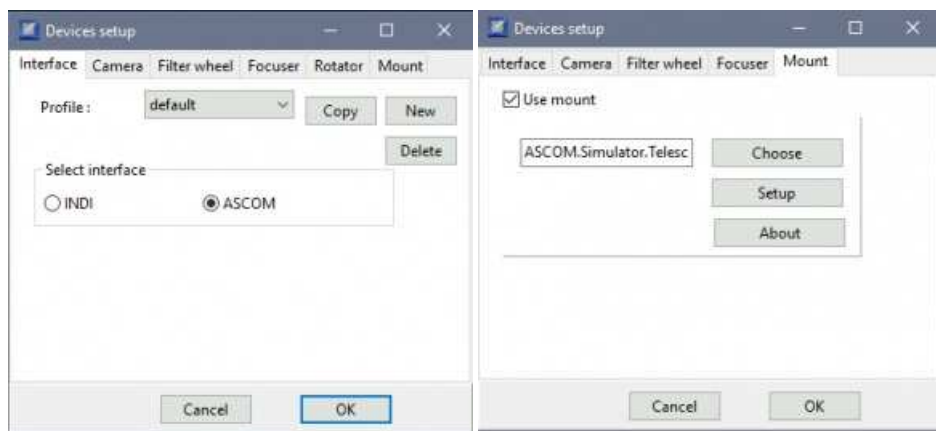 Devices setup
Interface Camera Filter wheel Focuser Rotator Mount
Profile :
default
Copy
New
Delete
Select interface
INDI
ASCOM
Cancel
OK
Devices setup
Interface Camera Filter wheel Focuser Mount
Use mount
ASCOM.Simulator.Telesc
Choose
Setup
About
Cancel
OK